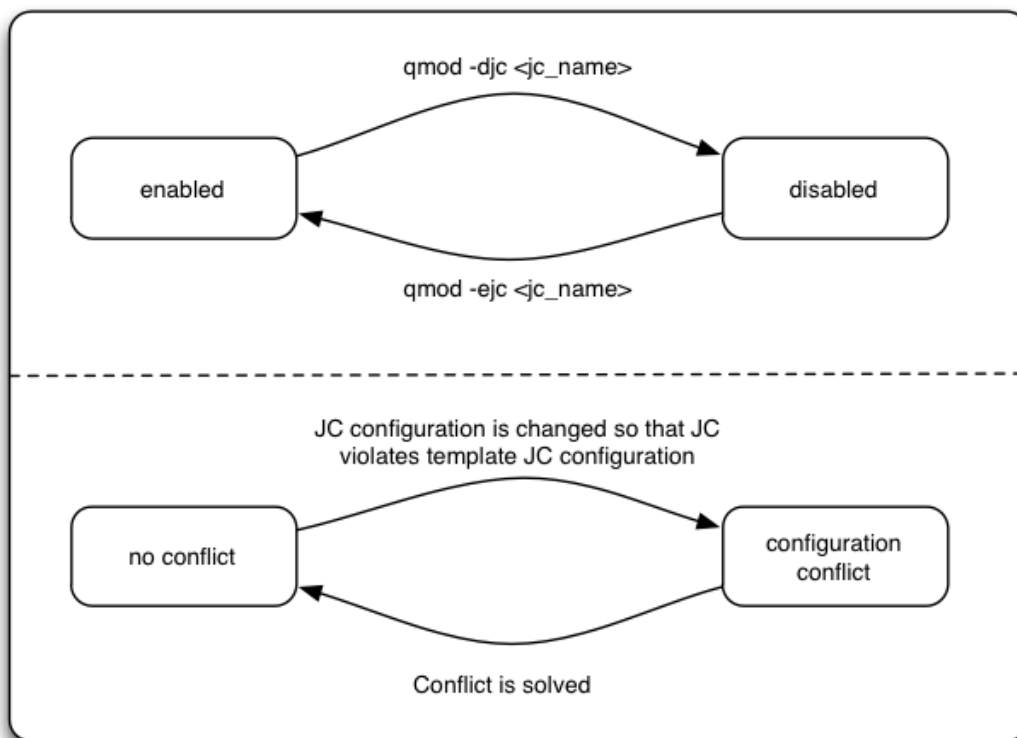 qmod -djc <jc_name>
enabled
disabled
qmod -ejc <jc_name>
JC configuration is changed so that JC
violates template JC configuration
no conflict
configuration
conflict
Conflict is solved